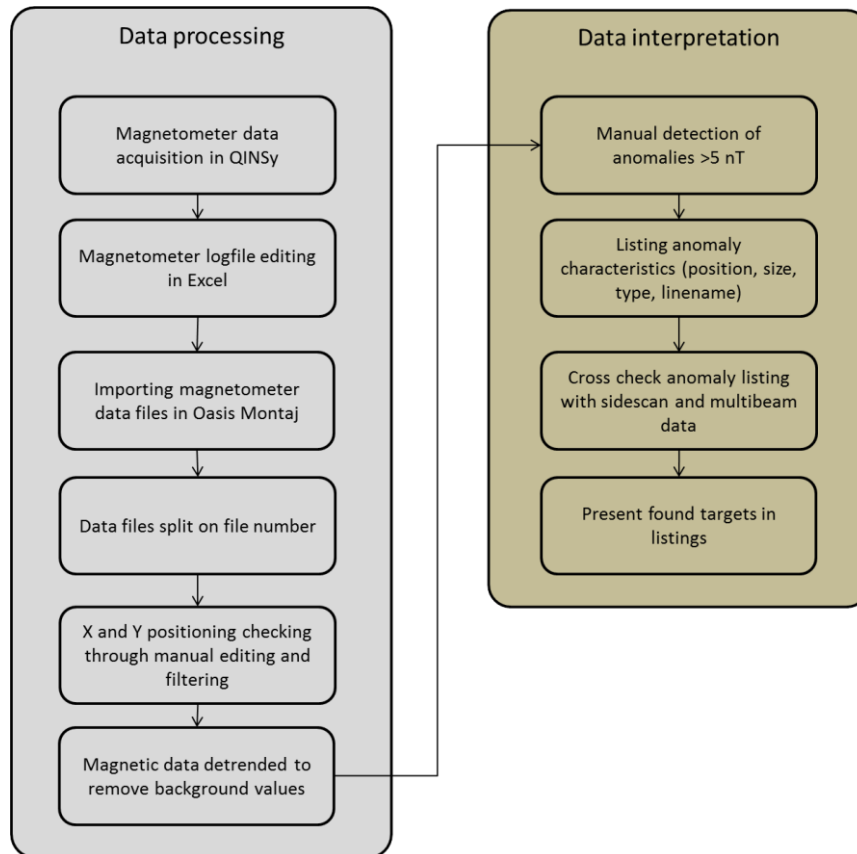 Data processing
Magnetometer data
acquisition in QINSy
Magnetometer logfile editing
in Excel
Importing magnetometer
data files in Oasis Montaj
Data files split on file number
X and Y positioning checking
through manual editing and
filtering
Magnetic data detrended to
remove background values
Data interpretation
Manual detection of
anomalies >5 nT
Listing anomaly
characteristics (position, size,
type, linename)
Cross check anomaly listing
with sidescan and multibeam
data
Present found targets in
listings